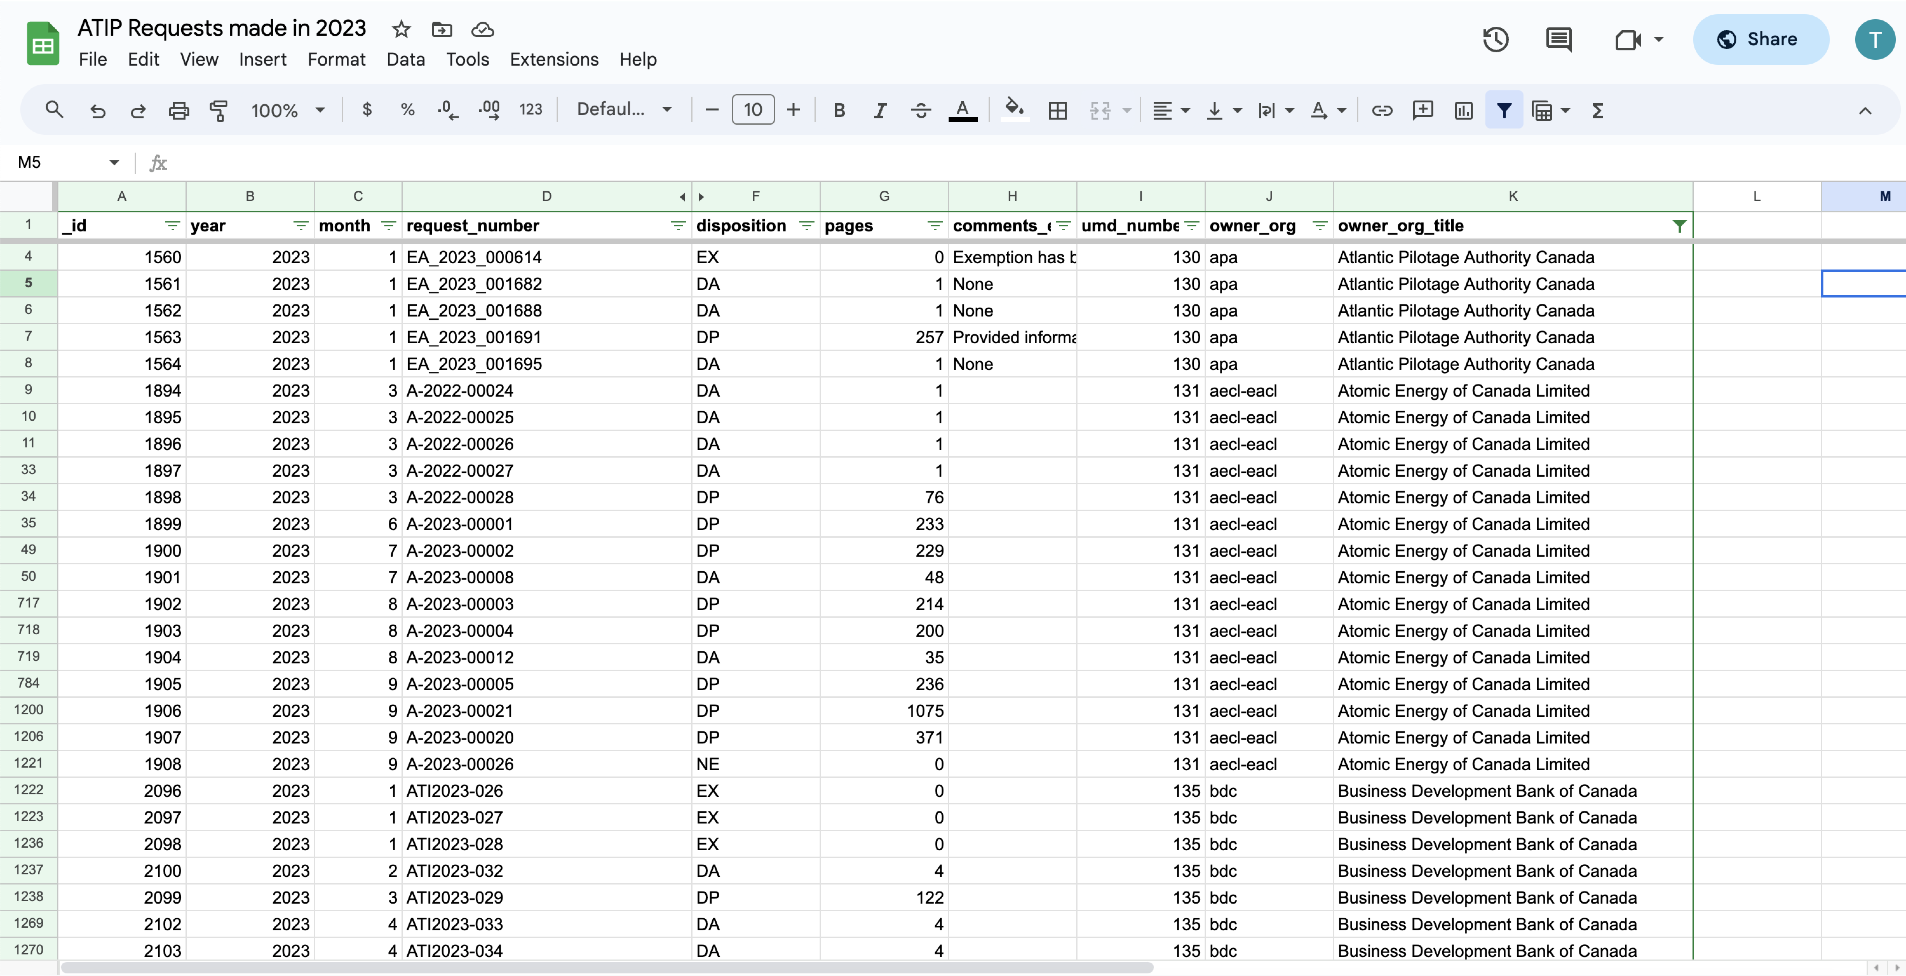 ATIP Requests made in 2023
File Edit View Insert Format Data Tools Extensions Help
Share
T
100% $ % .0 .00 123 Defaul... 10 B I S A Σ
M5 fx
A B C D F G H I J K L M
1 _id year month request_number disposition pages comments_e umd_numbe owner_org owner_org_title
4 1560 2023 1 EA_2023_000614 EX 0 Exemption has b 130 apa Atlantic Pilotage Authority Canada
5 1561 2023 1 EA_2023_001682 DA 1 None 130 apa Atlantic Pilotage Authority Canada
6 1562 2023 1 EA_2023_001688 DA 1 None 130 apa Atlantic Pilotage Authority Canada
7 1563 2023 1 EA_2023_001691 DP 257 Provided informa 130 apa Atlantic Pilotage Authority Canada
8 1564 2023 1 EA_2023_001695 DA 1 None 130 apa Atlantic Pilotage Authority Canada
9 1894 2023 3 A-2022-00024 DA 1 131 aecl-eacl Atomic Energy of Canada Limited
10 1895 2023 3 A-2022-00025 DA 1 131 aecl-eacl Atomic Energy of Canada Limited
11 1896 2023 3 A-2022-00026 DA 1 131 aecl-eacl Atomic Energy of Canada Limited
33 1897 2023 3 A-2022-00027 DA 1 131 aecl-eacl Atomic Energy of Canada Limited
34 1898 2023 3 A-2022-00028 DP 76 131 aecl-eacl Atomic Energy of Canada Limited
35 1899 2023 6 A-2023-00001 DP 233 131 aecl-eacl Atomic Energy of Canada Limited
49 1900 2023 7 A-2023-00002 DP 229 131 aecl-eacl Atomic Energy of Canada Limited
50 1901 2023 7 A-2023-00008 DA 48 131 aecl-eacl Atomic Energy of Canada Limited
717 1902 2023 8 A-2023-00003 DP 214 131 aecl-eacl Atomic Energy of Canada Limited
718 1903 2023 8 A-2023-00004 DP 200 131 aecl-eacl Atomic Energy of Canada Limited
719 1904 2023 8 A-2023-00012 DA 35 131 aecl-eacl Atomic Energy of Canada Limited
784 1905 2023 9 A-2023-00005 DP 236 131 aecl-eacl Atomic Energy of Canada Limited
1200 1906 2023 9 A-2023-00021 DP 1075 131 aecl-eacl Atomic Energy of Canada Limited
1206 1907 2023 9 A-2023-00020 DP 371 131 aecl-eacl Atomic Energy of Canada Limited
1221 1908 2023 9 A-2023-00026 NE 0 131 aecl-eacl Atomic Energy of Canada Limited
1222 2096 2023 1 ATI2023-026 EX 0 135 bdc Business Development Bank of Canada
1223 2097 2023 1 ATI2023-027 EX 0 135 bdc Business Development Bank of Canada
1236 2098 2023 1 ATI2023-028 EX 0 135 bdc Business Development Bank of Canada
1237 2100 2023 2 ATI2023-032 DA 4 135 bdc Business Development Bank of Canada
1238 2099 2023 3 ATI2023-029 DP 122 135 bdc Business Development Bank of Canada
1269 2102 2023 4 ATI2023-033 DA 4 135 bdc Business Development Bank of Canada
1270 2103 2023 4 ATI2023-034 DA 4 135 bdc Business Development Bank of Canada